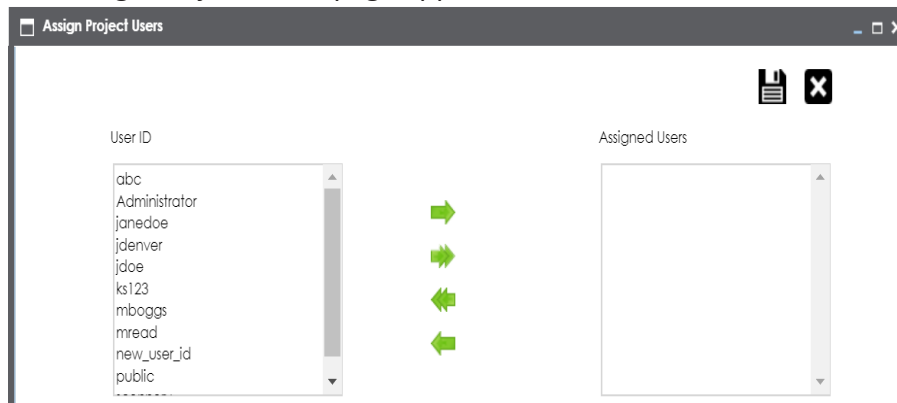 Assign Project Users
User ID
Assigned Users
abc
Administrator
janedoe
jdenver
jdoe
ks123
mboggs
mread
new_user_id
public